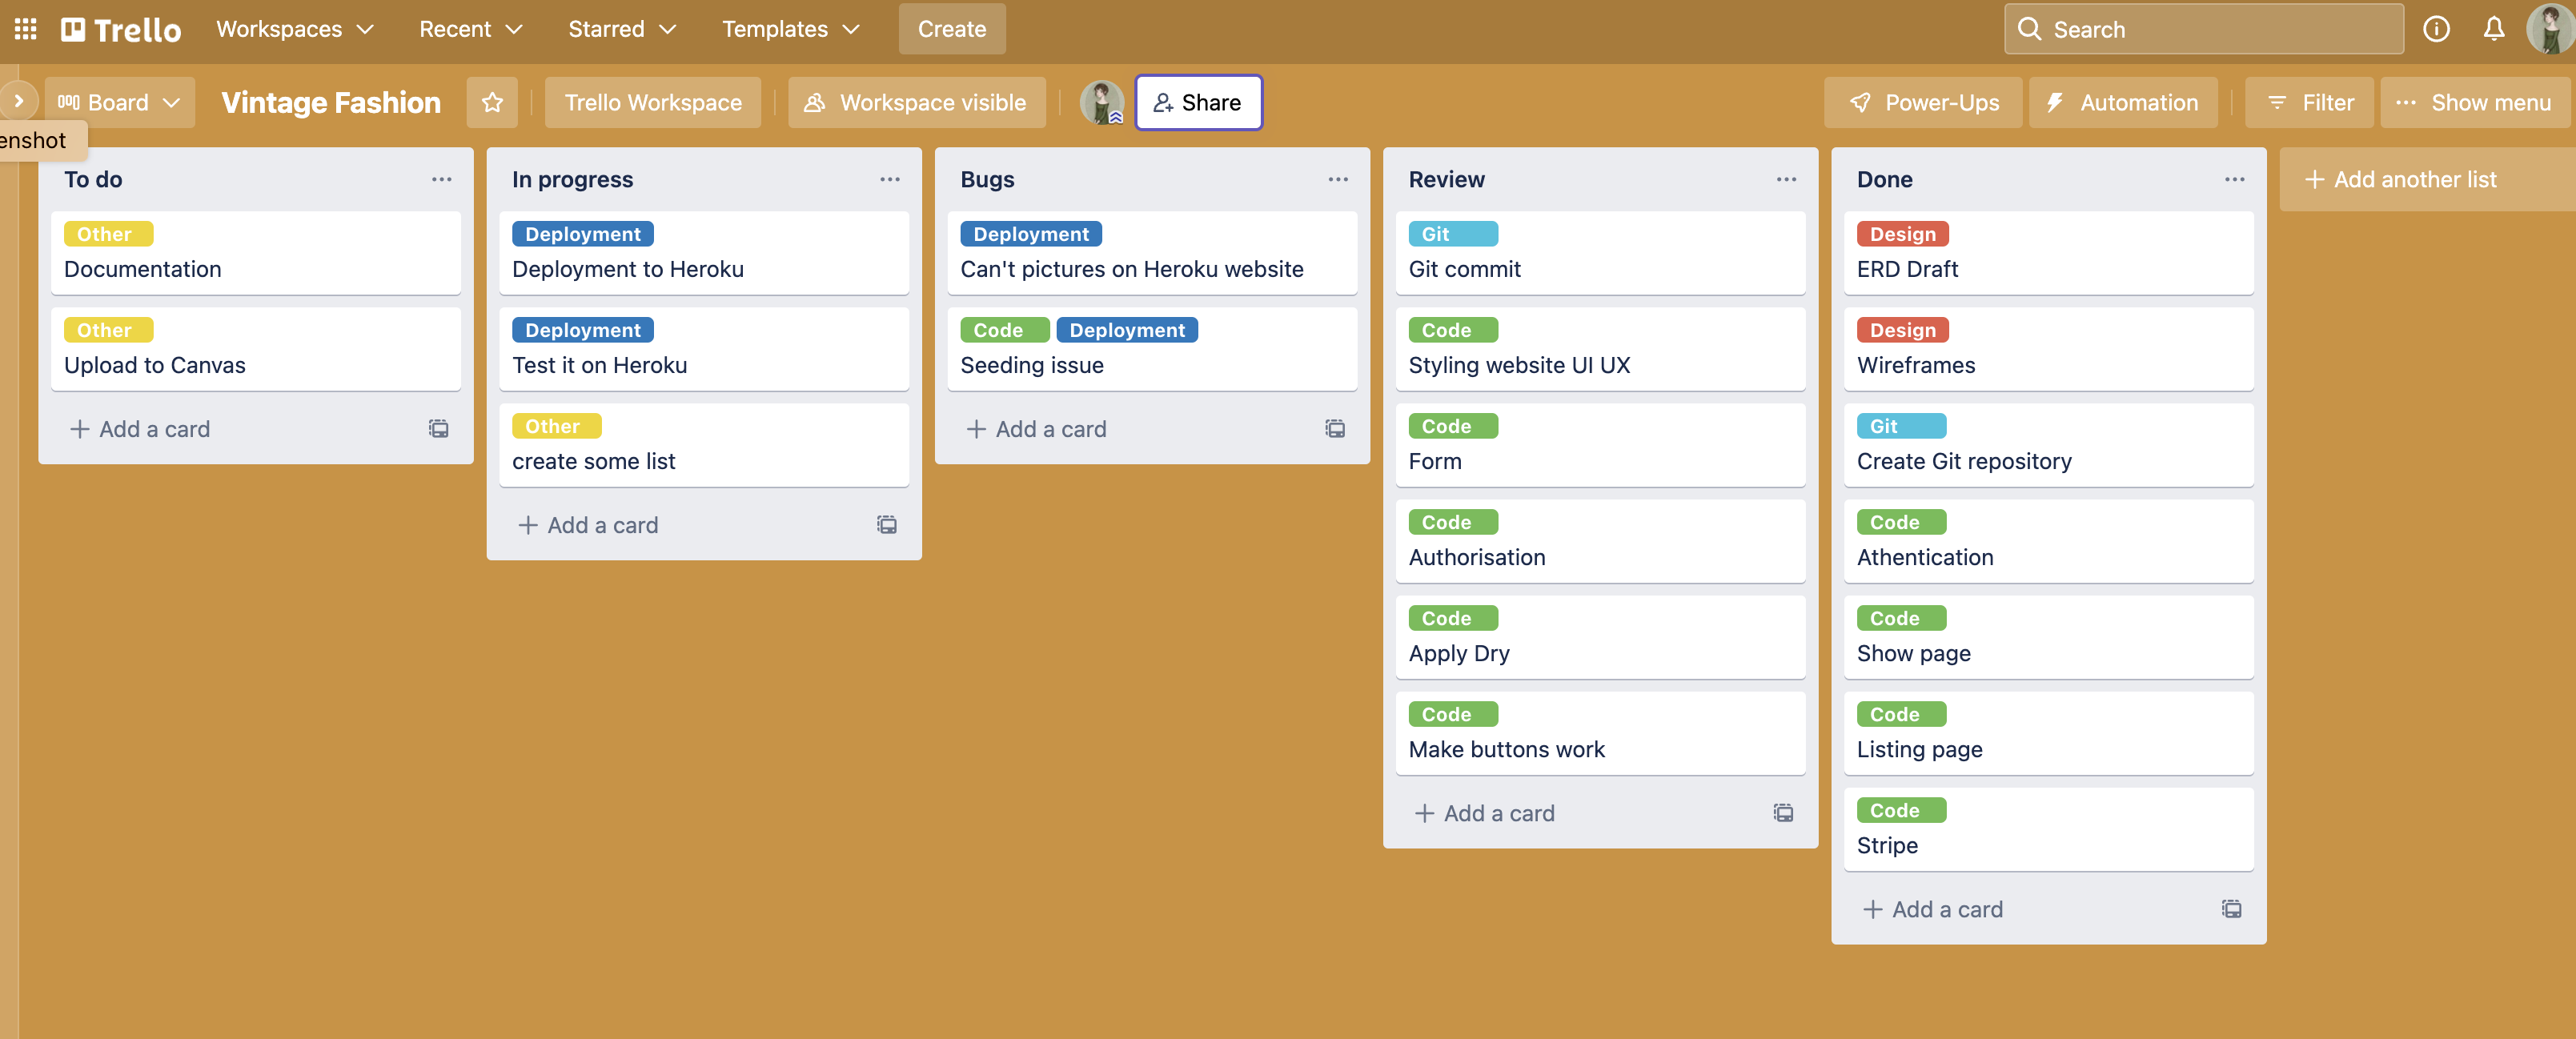 Trello Workspaces Recent Starred Templates Create Search
Board Vintage Fashion Trello Workspace Workspace visible Share Power-Ups Automation Filter Show menu
enshot
To do
Other
Documentation
Other
Upload to Canvas
Add a card
In progress
Deployment
Deployment to Heroku
Deployment
Test it on Heroku
Other
create some list
Add a card
Bugs
Deployment
Can't pictures on Heroku website
Code Deployment
Seeding issue
Add a card
Review
Git
Git commit
Code
Styling website UI UX
Code
Form
Code
Authorisation
Code
Apply Dry
Code
Make buttons work
Add a card
Done
Design
ERD Draft
Design
Wireframes
Git
Create Git repository
Code
Athentication
Code
Show page
Code
Listing page
Code
Stripe
Add a card
Add another list